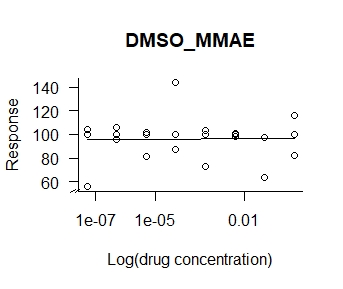 DMSO_MMAE
Response
140
120
100
80
60
1e-07 1e-05 0.01
Log(drug concentration)